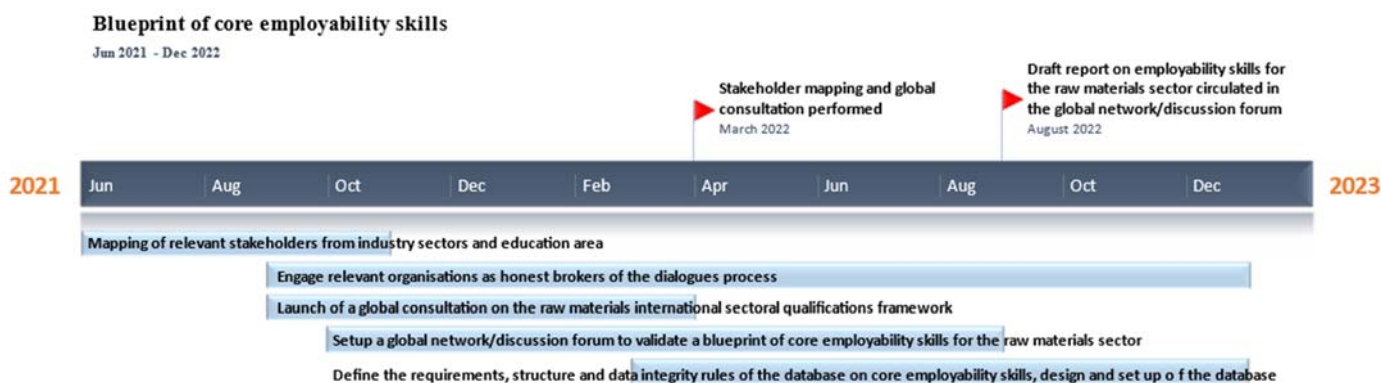 Blueprint of core employability skills
Jun 2021 - Dec 2022
Stakeholder mapping and global
consultation performed
March 2022
Draft report on employability skills for
the raw materials sector circulated in
the global network/discussion forum
August 2022
2021 Jun Aug Oct Dec Feb Apr Jun Aug Oct Dec 2023
Mapping of relevant stakeholders from industry sectors and education area
Engage relevant organisations as honest brokers of the dialogues process
Launch of a global consultation on the raw materials international sectoral qualifications framework
Setup a global network/discussion forum to validate a blueprint of core employability skills for the raw materials sector
Define the requirements, structure and data integrity rules of the database on core employability skills, design and set up o f the database